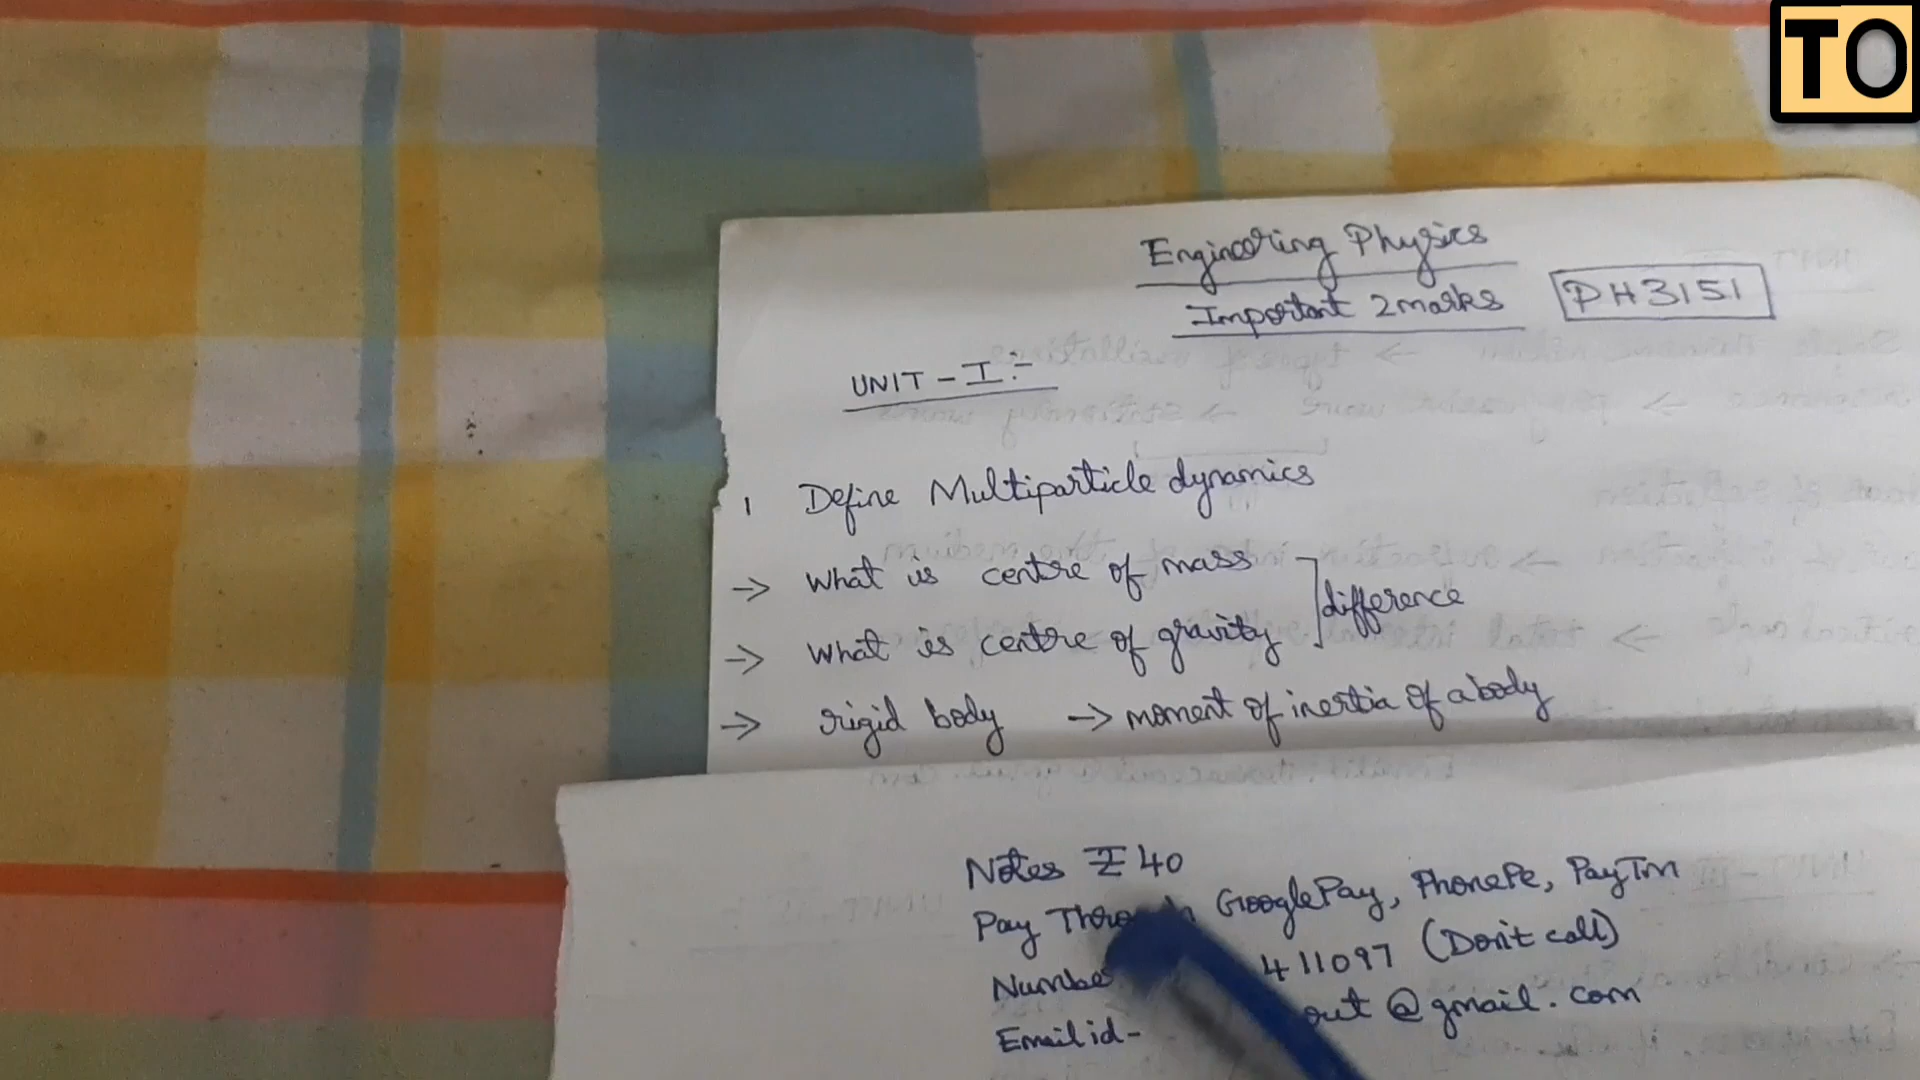 TO
Engineering Physics
Important 2marks PH3151
UNIT - I :-
1 Define Multiparticle dynamics
-> What is centre of mass
-> What is centre of gravity ] difference
-> rigid body -> moment of inertia of a body
Notes ₹ 40
Pay GooglePay, PhonePe, PayTm
411097 (Don't call)
Email id - out @gmail.com